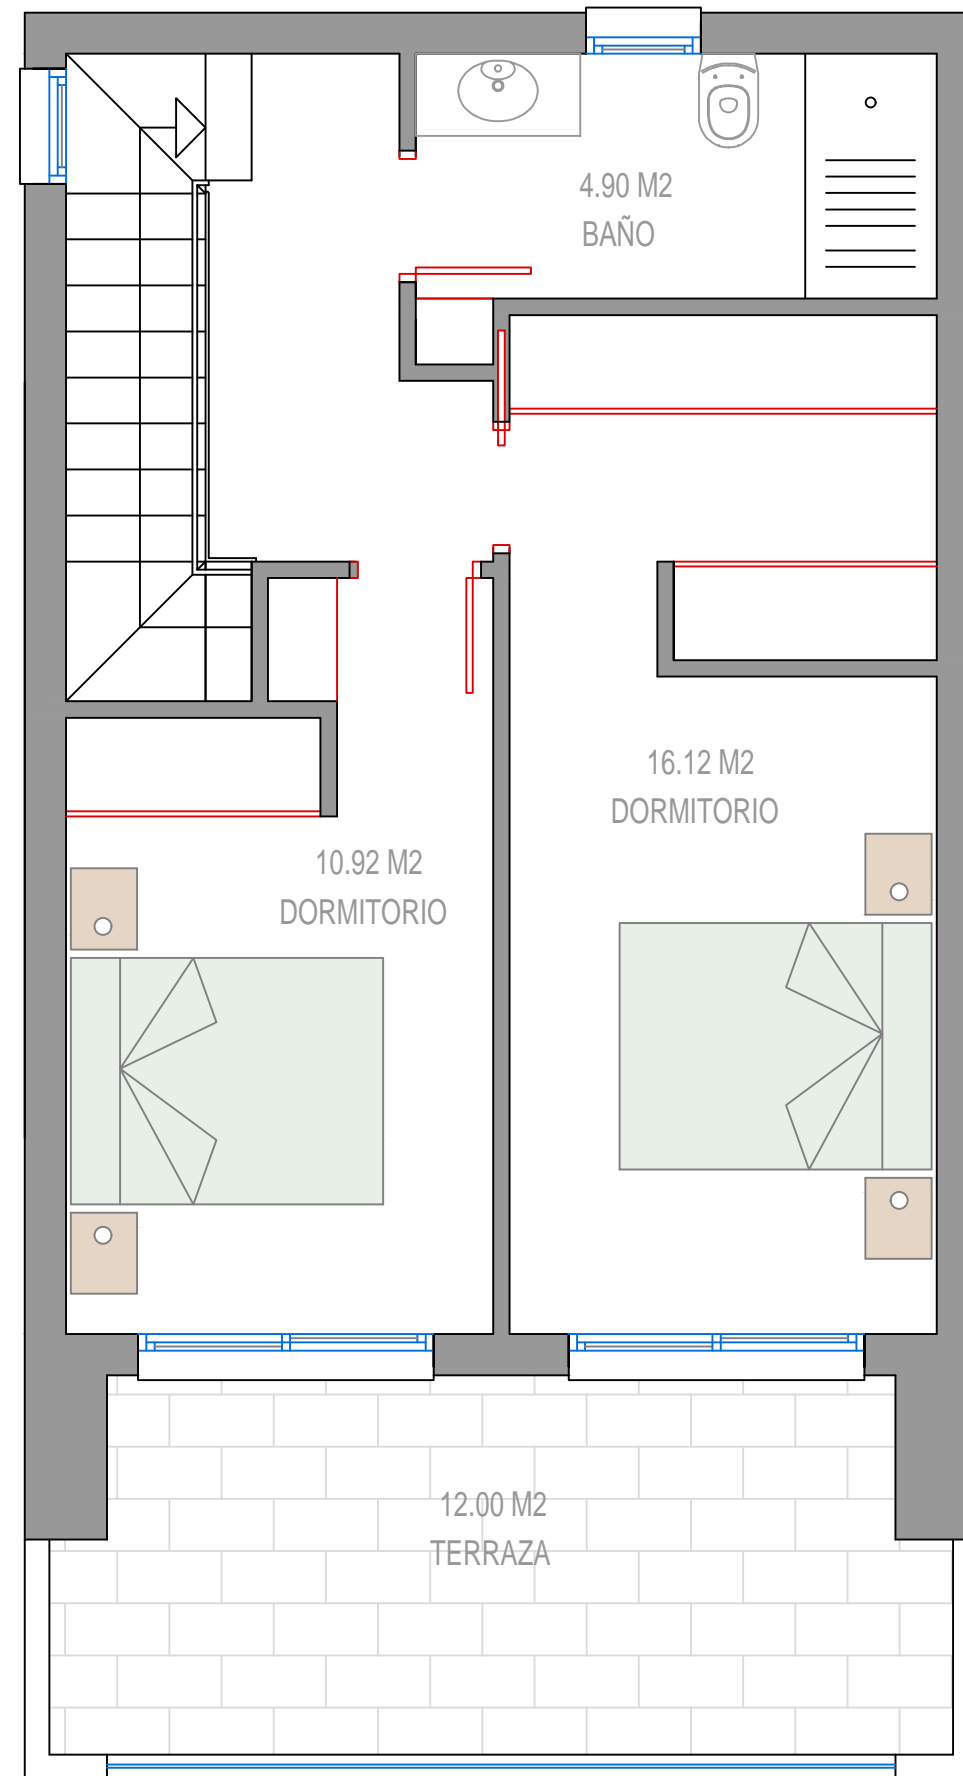 4.90 M2
BAÑO
16.12 M2
DORMITORIO
10.92 M2
DORMITORIO
12.00 M2
TERRAZA